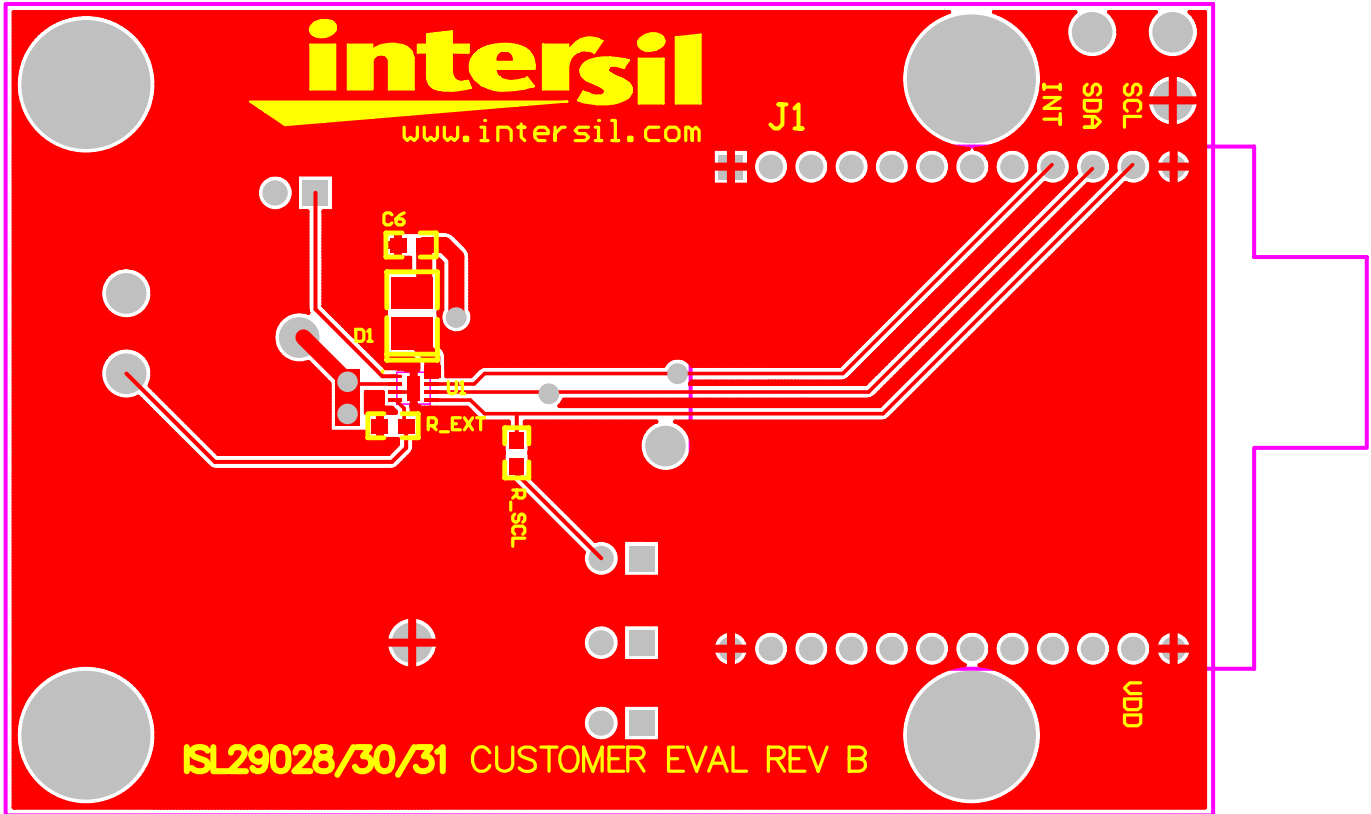 intersil
www.intersil.com
J1
INT
SDA
SCL
C6
D1
U1
R_EXT
R_SCL
VDD
ISL29028/30/31 CUSTOMER EVAL REV B